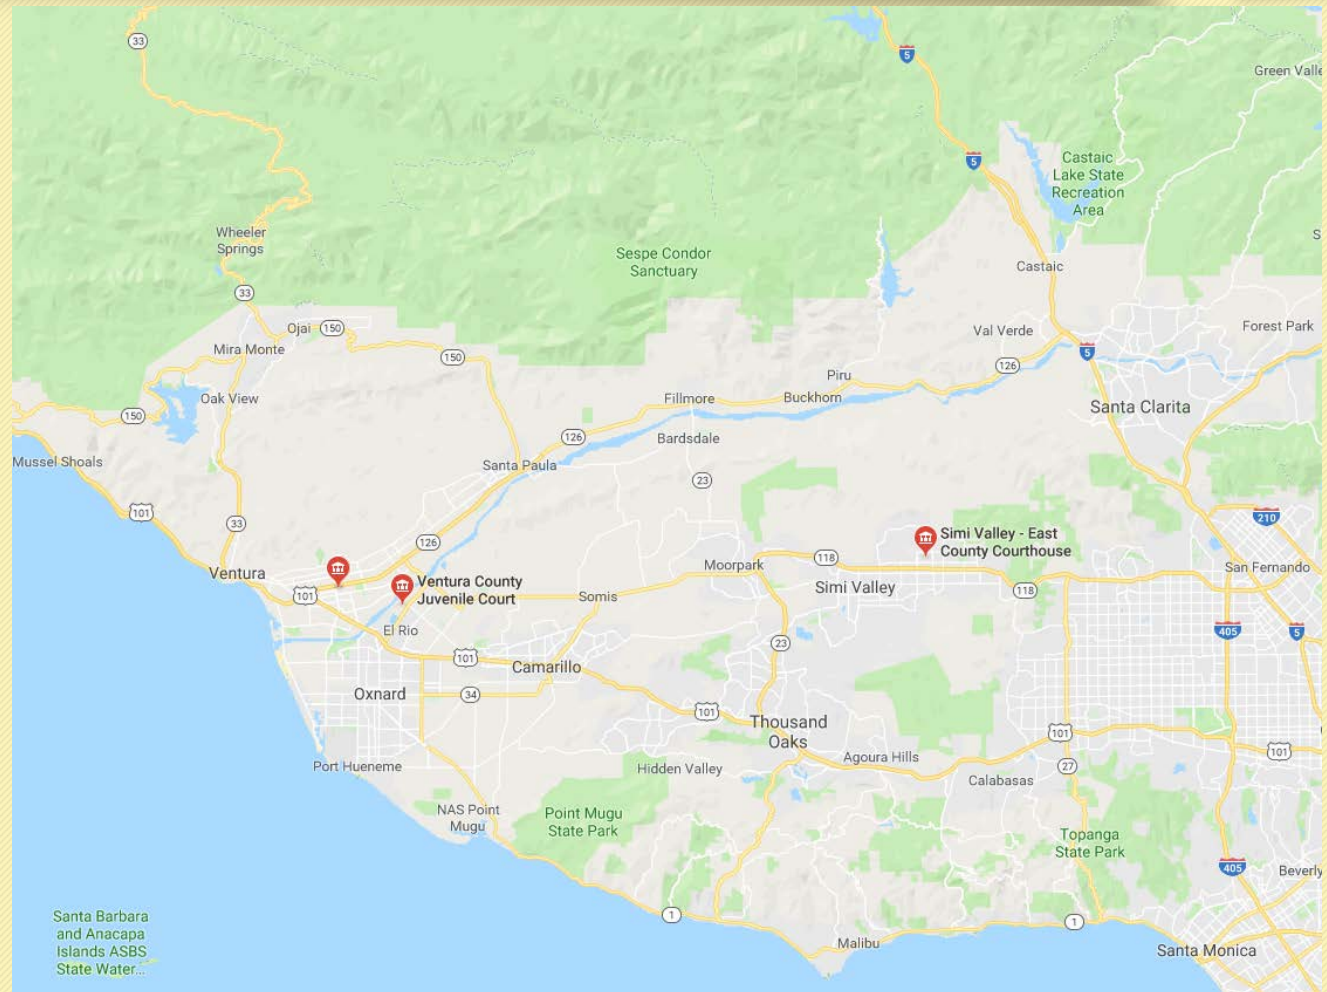 33
5
Green Valle
5
Castaic
Lake State
Recreation
Area
Wheeler
Springs
S
Sespe Condor
Sanctuary
Castaic
33
Ojai
150
Val Verde
Forest Park
Mira Monte
150
5
126
Piru
Oak View
Fillmore
Buckhorn
Santa Clarita
150
126
Bardsdale
Mussel Shoals
Santa Paula
23
101
33
210
126
Simi Valley - East
County Courthouse
Ventura
Moorpark
118
San Fernando
Ventura County
Juvenile Court
101
Somis
Simi Valley
118
El Rio
405
5
23
101
Camarillo
Oxnard
34
101
Thousand
Oaks
101
101
Port Hueneme
Hidden Valley
Agoura Hills
27
Calabasas
NAS Point
Mugu
Point Mugu
State Park
Topanga
State Park
405
Beverly
1
1
Santa Barbara
and Anacapa
Islands ASBS
State Water...
Malibu
Santa Monica